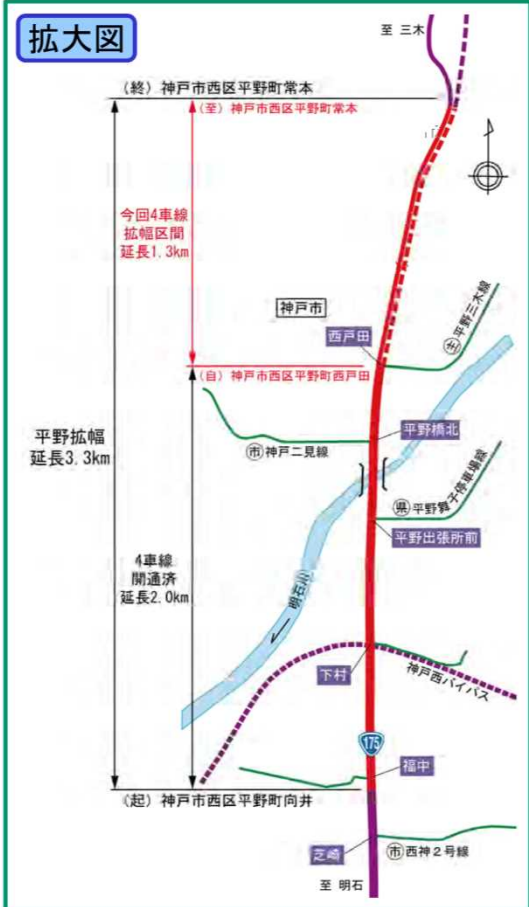 拡大図
至 三木
(終) 神戸市西区平野町常本
(至) 神戸市西区平野町常本
今回4車線
拡幅区間
延長1.3km
神戸市
西戸田
主 平野三木線
(自) 神戸市西区平野町西戸田
平野橋北
市 神戸二見線
平野拡幅
延長3.3km
県 平野舞子停車場線
平野出張所前
4車線
開通済
延長2.0km
明石川
下村
神戸西バイパス
175
福中
(起) 神戸市西区平野町向井
芝崎
市 西神2号線
至 明石